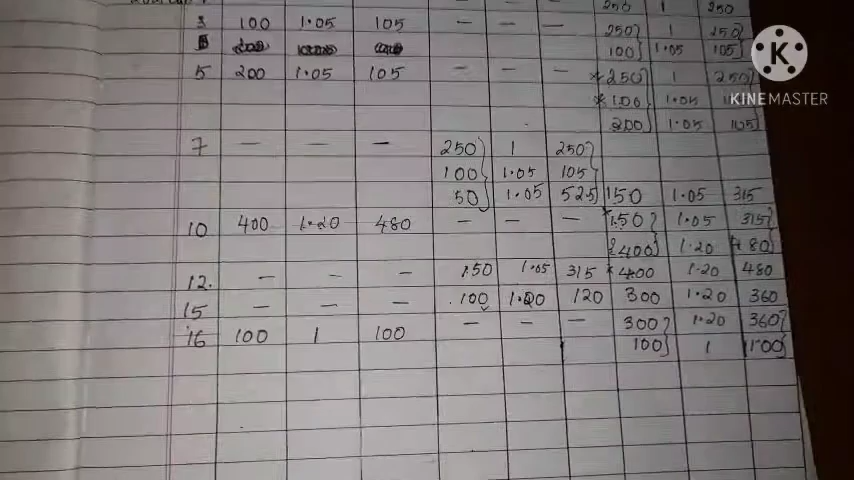 250 1 250
3 100 1.05 105 — — — 250 1 250
100 1.05 105
5 200 1.05 105 — — — *250 1 250
*100 1.05
200 1.05 105
7 — — — 250 1 250
100 1.05 105
50 1.05 525 150 1.05 315
10 400 1.20 480 — — — *150 1.05 315
400 1.20 480
12. — — — 150 1.05 315 *400 1.20 480
15 — — — 100 1.20 120 300 1.20 360
16 100 1 100 — — — 300 1.20 360
100 1 100
KINEMASTER